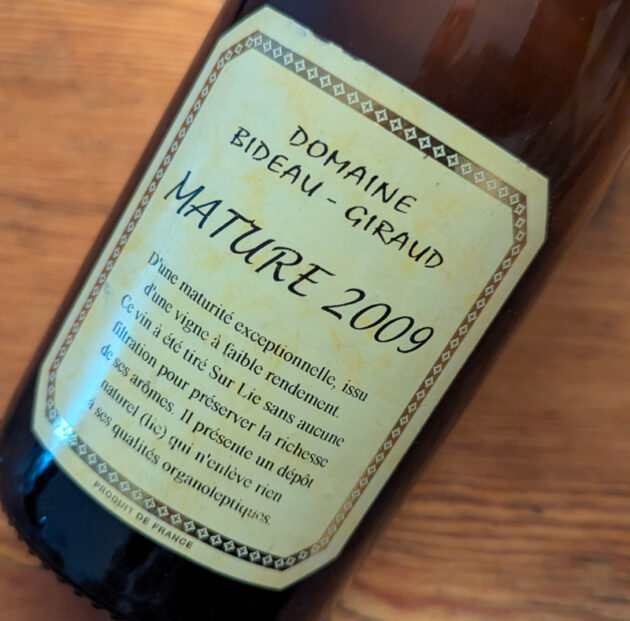 DOMAINE
BIDEAU - GIRAUD
MATURE 2009
D'une maturité exceptionnelle, issu
d'une vigne à faible rendement.
Ce vin à été tiré Sur Lie sans aucune
filtration pour préserver la richesse
de ses arômes. Il présente un dépôt
naturel (lie) qui n'enlève rien
à ses qualités organoleptiques.
PRODUIT DE FRANCE